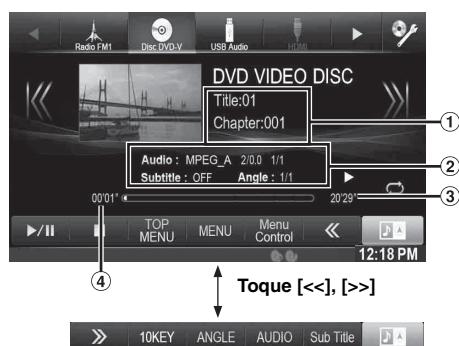 Radio FM1 Disc DVD-V USB Audio HDMI
DVD VIDEO DISC
Title:01
Chapter:001
1
Audio : MPEG_A 2/0.0 1/1
2
Subtitle : OFF Angle : 1/1
00'01" 20'29"
3
TOP MENU MENU Menu Control «
12:18 PM
4
Toque [<<], [>>]
» 10KEY ANGLE AUDIO Sub Title